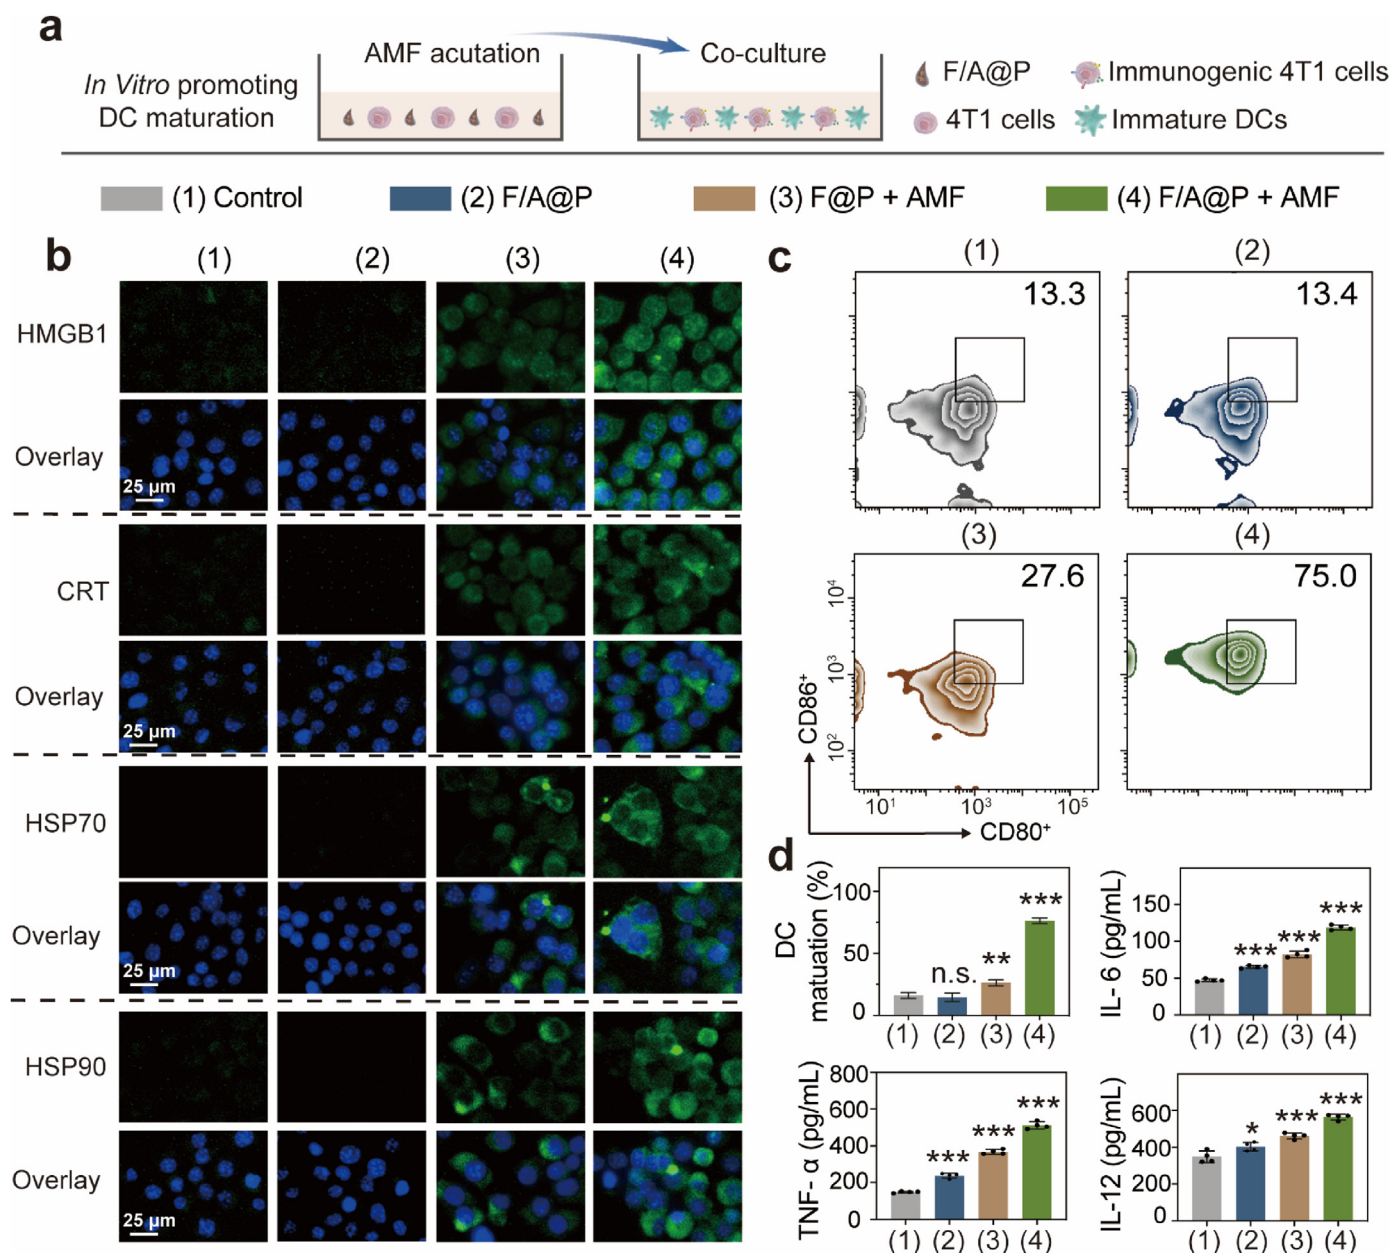 a
AMF acutation
Co-culture
In Vitro promoting
DC maturation
F/A@P
Immunogenic 4T1 cells
4T1 cells
Immature DCs
(1) Control
(2) F/A@P
(3) F@P + AMF
(4) F/A@P + AMF
b
(1)
(2)
(3)
(4)
HMGB1
Overlay
25 µm
CRT
Overlay
25 µm
HSP70
Overlay
25 µm
HSP90
Overlay
25 µm
c
(1)
(2)
13.3
13.4
(3)
(4)
27.6
75.0
10⁴
10³
10²
CD86⁺
10¹
10³
10⁵
CD80⁺
d
DC
matuation (%)
100
50
0
n.s.
**
***
(1)
(2)
(3)
(4)
IL- 6 (pg/mL)
150
100
50
0
***
***
***
(1)
(2)
(3)
(4)
TNF- α (pg/mL)
800
600
400
200
0
***
***
***
(1)
(2)
(3)
(4)
IL-12 (pg/mL)
600
400
200
0
*
***
***
(1)
(2)
(3)
(4)